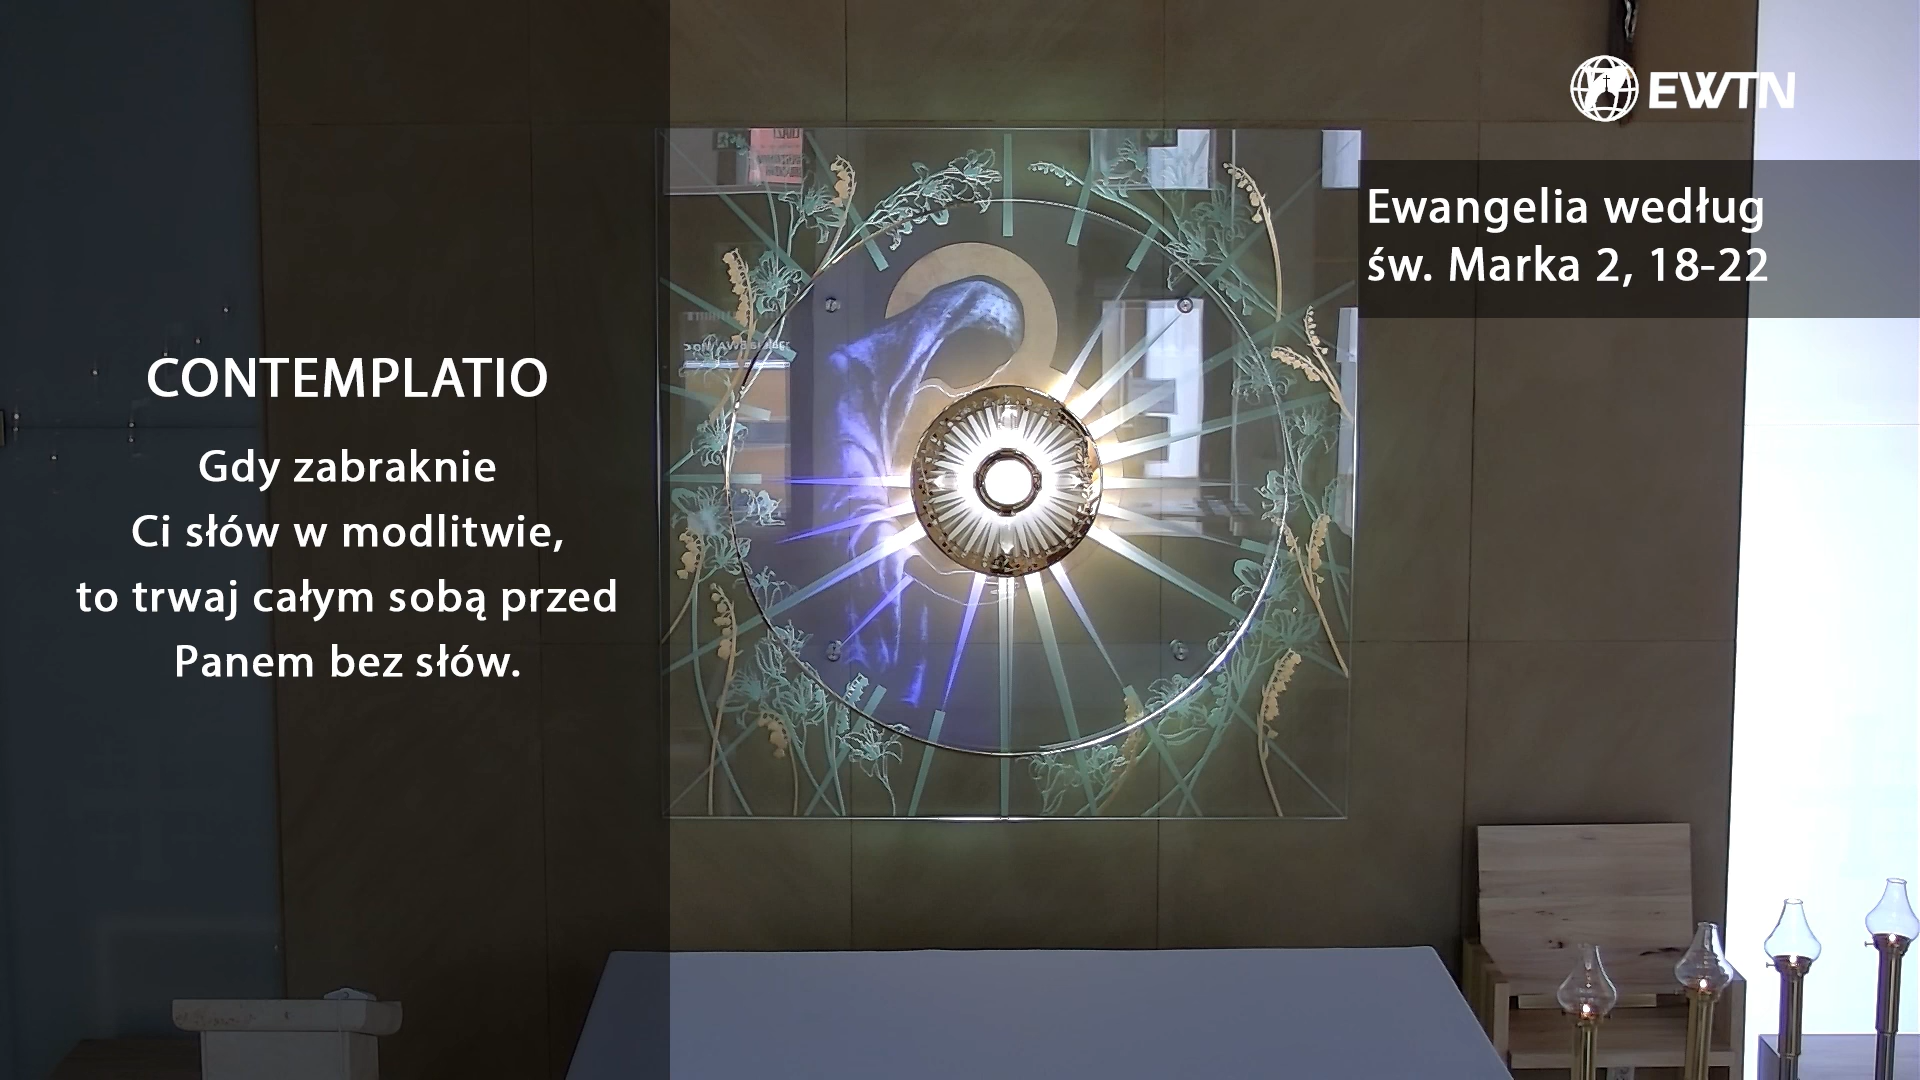 EWTN
Ewangelia według
św. Marka 2, 18-22
CONTEMPLATIO
Gdy zabraknie
Ci słów w modlitwie,
to trwaj całym sobą przed
Panem bez słów.